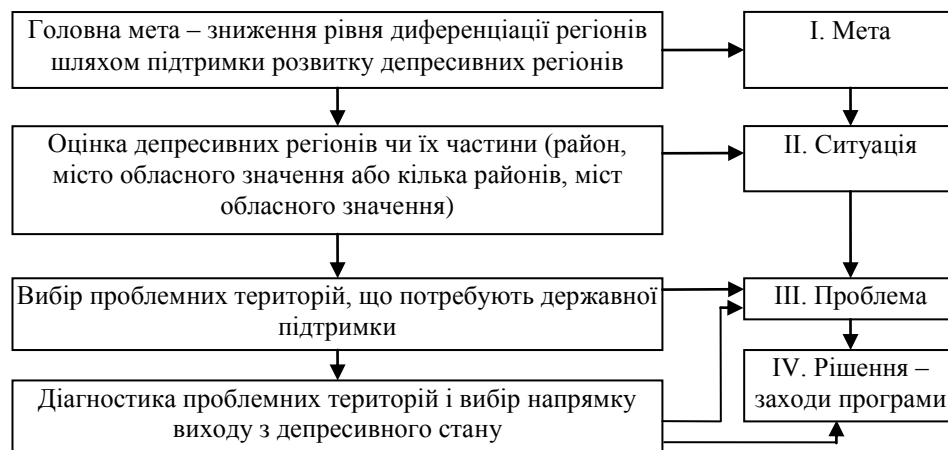 Головна мета – зниження рівня диференціації регіонів
шляхом підтримки розвитку депресивних регіонів
І. Мета
Оцінка депресивних регіонів чи їх частини (район,
місто обласного значення або кілька районів, міст
обласного значення)
ІІ. Ситуація
Вибір проблемних територій, що потребують державної
підтримки
ІІІ. Проблема
Діагностика проблемних територій і вибір напрямку
виходу з депресивного стану
IV. Рішення –
заходи програми